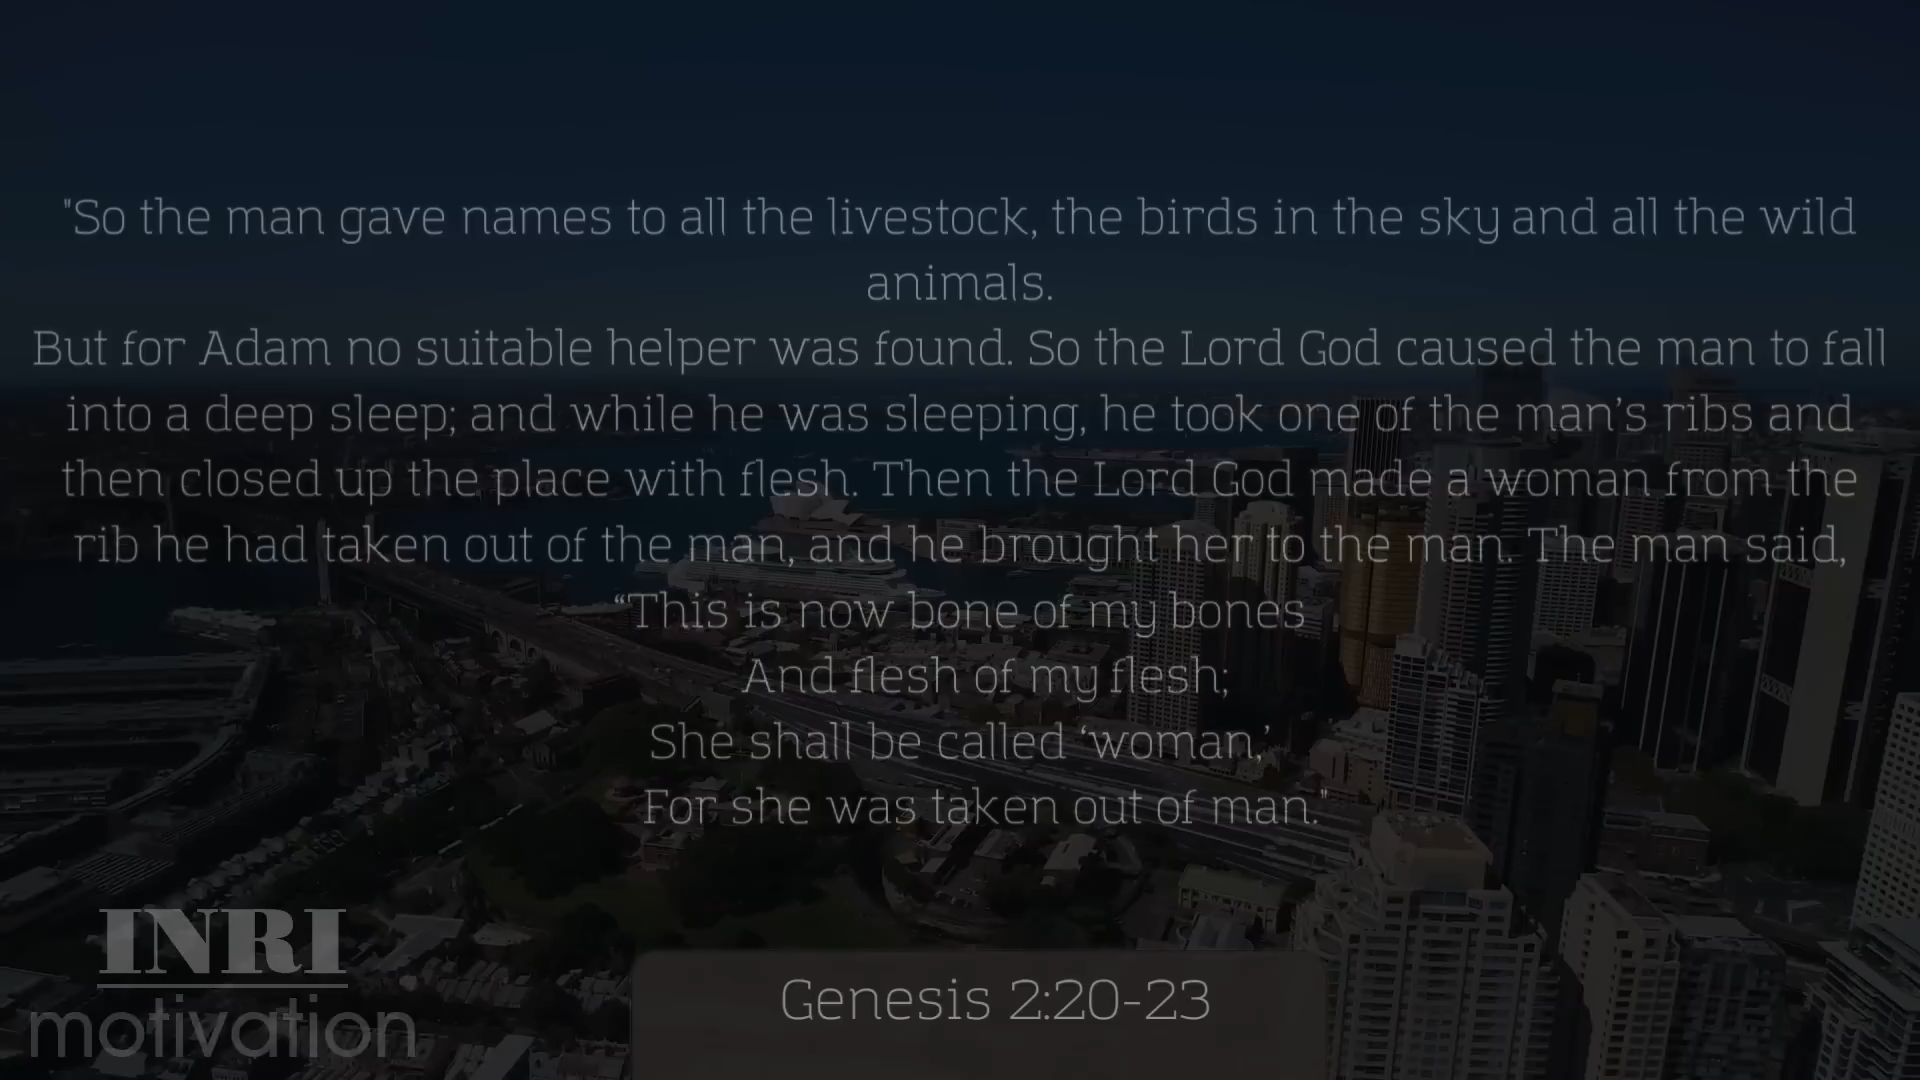 "So the man gave names to all the livestock, the birds in the sky and all the wild
animals.
But for Adam no suitable helper was found. So the Lord God caused the man to fall
into a deep sleep; and while he was sleeping, he took one of the man’s ribs and
then closed up the place with flesh. Then the Lord God made a woman from the
rib he had taken out of the man, and he brought her to the man. The man said,
“This is now bone of my bones
And flesh of my flesh;
She shall be called ‘woman,’
For she was taken out of man."
INRI
motivation
Genesis 2:20-23